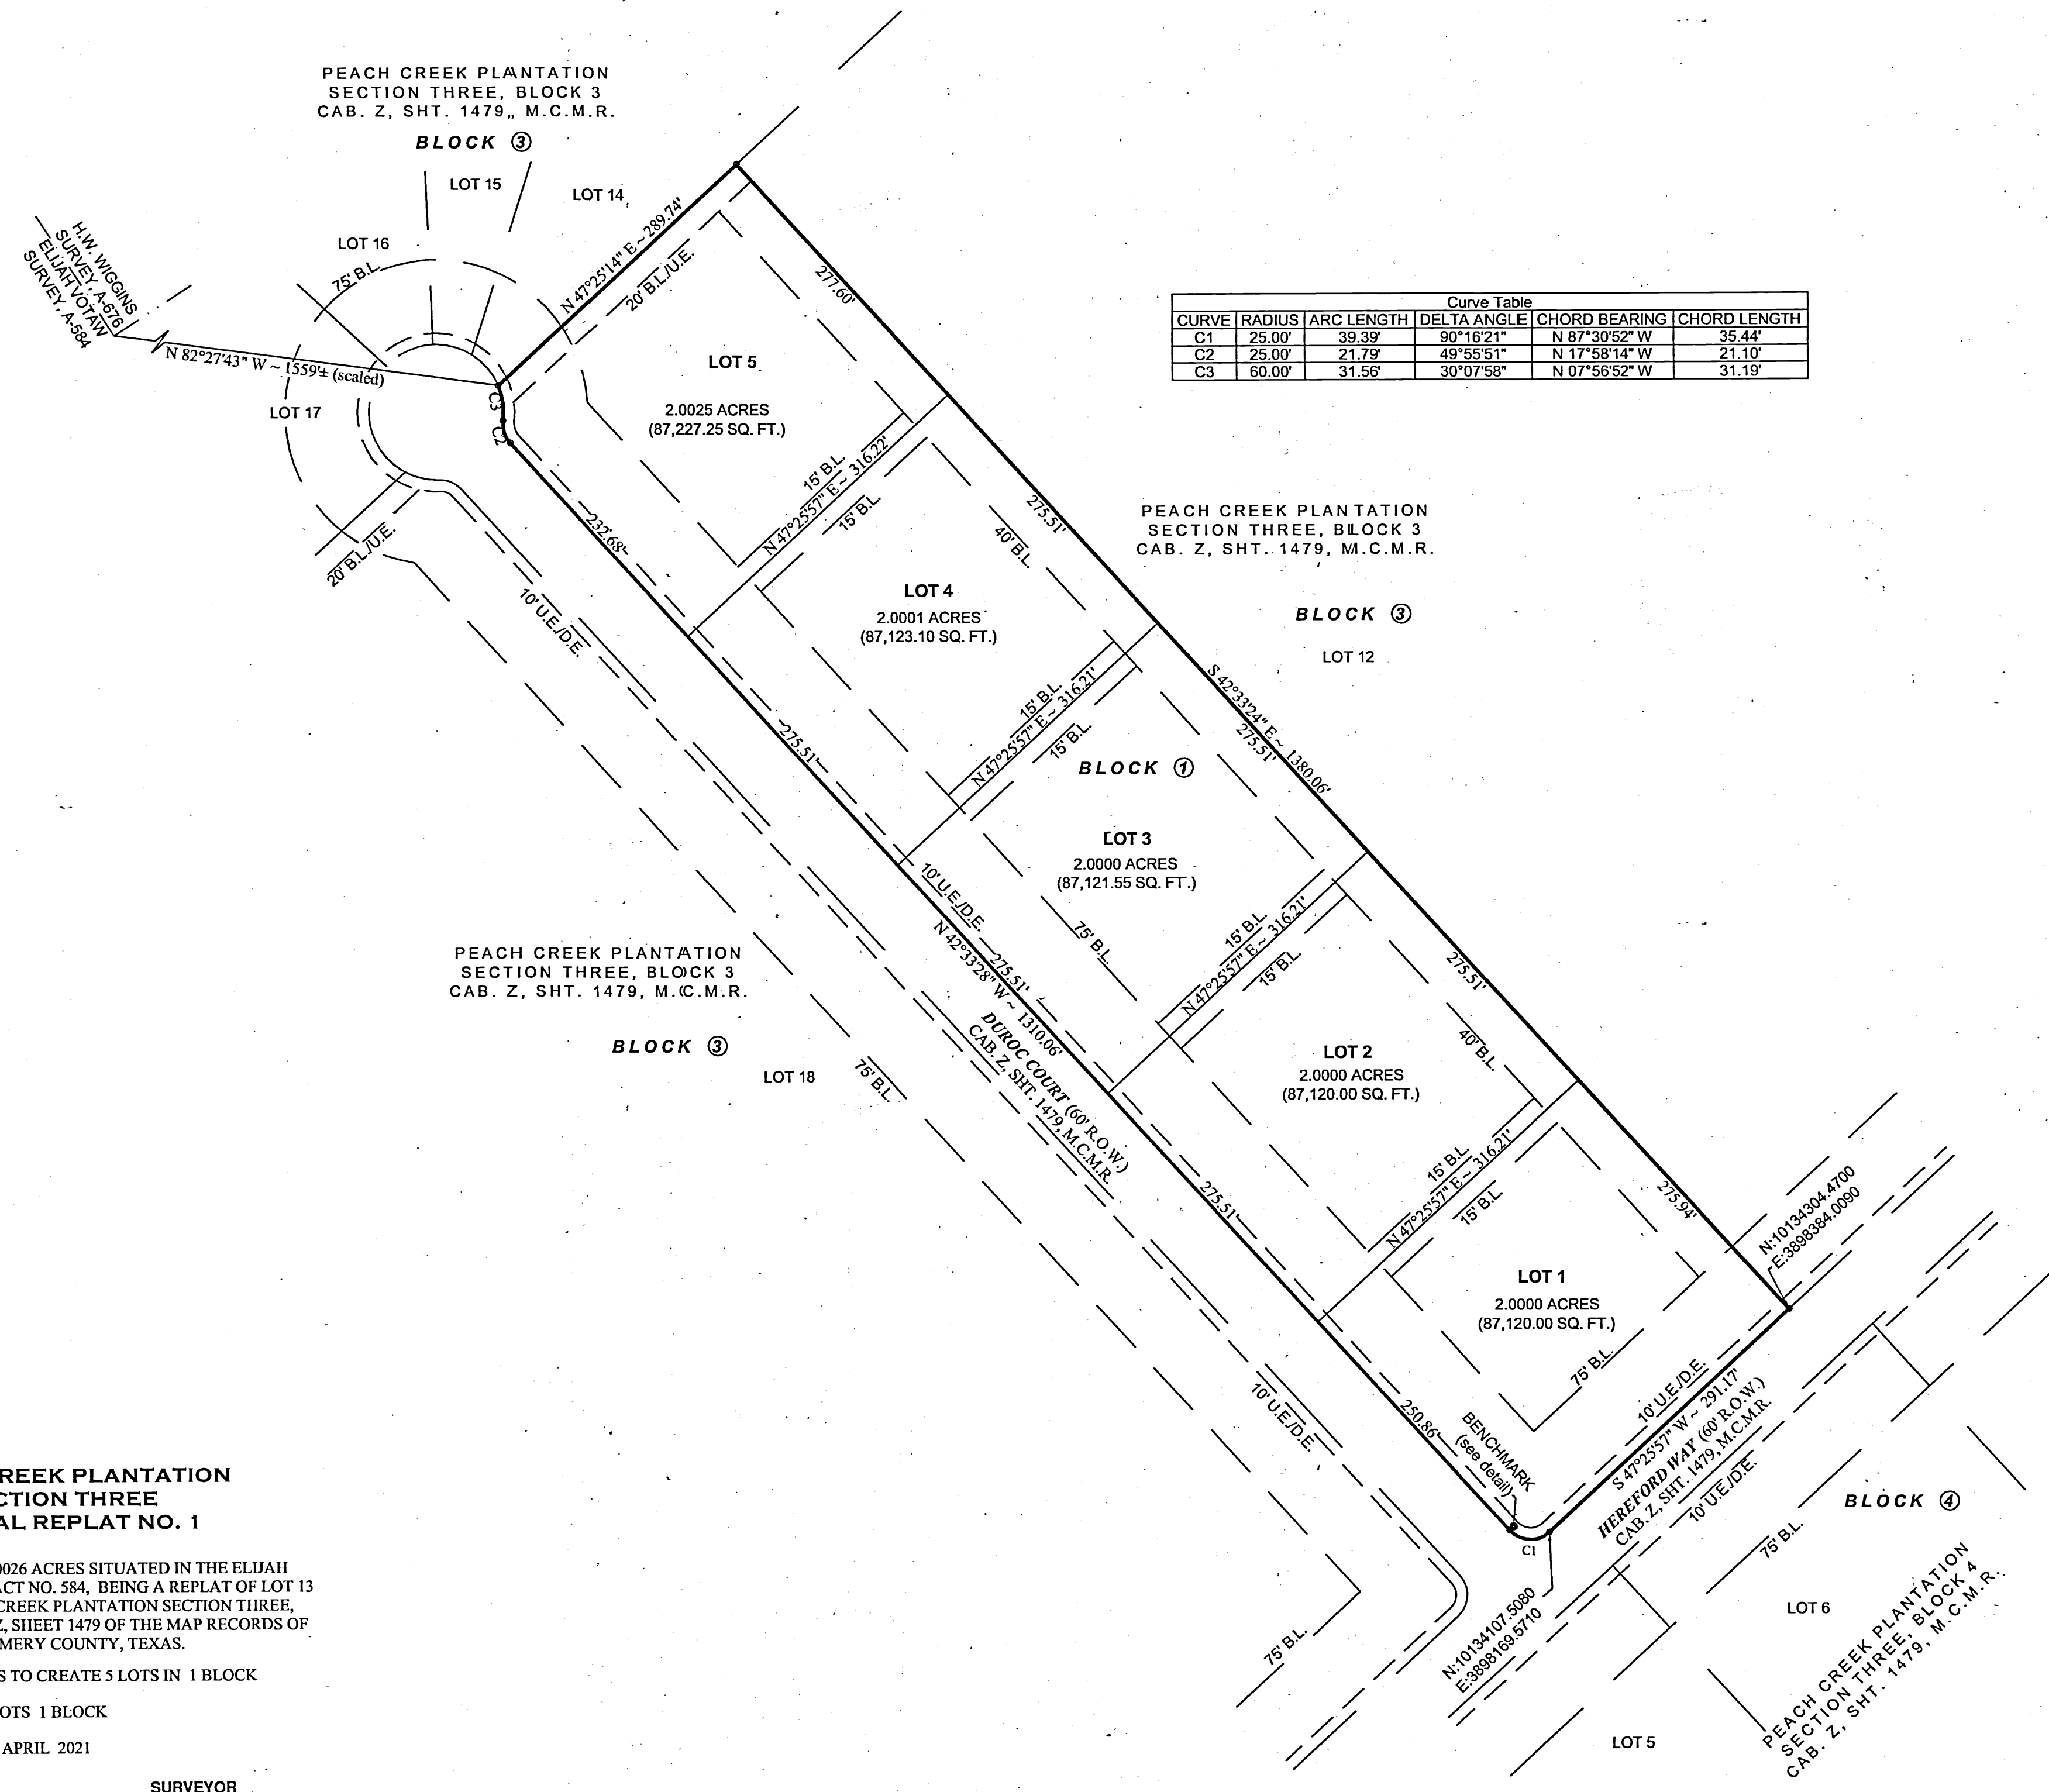 PEACH CREEK PLANTATION
SECTION THREE, BLOCK 3
CAB. Z, SHT. 1479,, M.C.M.R.
BLOCK 3
LOT 15
LOT 14
LOT 16
75' B.L.
H.W. WIGGINS
SURVEY, A-676
ELIJAH VOTAW
SURVEY, A-584
N 82°27'43" W ~ 1559'± (scaled)
LOT 17
N 47°25'14" E ~ 289.74'
20' B.L./U.E.
277.60'
Curve Table
CURVE RADIUS ARC LENGTH DELTA ANGLE CHORD BEARING CHORD LENGTH
C1 25.00' 39.39' 90°16'21" N 87°30'52" W 35.44'
C2 25.00' 21.79' 49°55'51" N 17°58'14" W 21.10'
C3 60.00' 31.56' 30°07'58" N 07°56'52" W 31.19'
LOT 5
2.0025 ACRES
(87,227.25 SQ. FT.)
C3
C2
15' B.L.
N 47°25'57" E ~ 316.22'
15' B.L.
232.68'
20' B.L./U.E.
10' U.E./D.E.
275.51'
40' B.L.
PEACH CREEK PLANTATION
SECTION THREE, BLOCK 3
CAB. Z, SHT. 1479, M.C.M.R.
BLOCK 3
LOT 12
LOT 4
2.0001 ACRES
(87,123.10 SQ. FT.)
15' B.L.
N 47°25'57" E ~ 316.21'
15' B.L.
S 42°33'24" E ~ 1380.06'
275.51'
275.51'
BLOCK 1
LOT 3
2.0000 ACRES
(87,121.55 SQ. FT.)
10' U.E./D.E.
75' B.L.
15' B.L.
N 47°25'57" E ~ 316.21'
15' B.L.
275.51'
275.51'
N 42°33'28" W ~ 1310.06'
DUROC COURT (60' R.O.W.)
CAB. Z, SHT. 1479, M.C.M.R.
PEACH CREEK PLANTATION
SECTION THREE, BLOCK 3
CAB. Z, SHT. 1479, M.C.M.R.
BLOCK 3
LOT 18
75' B.L.
LOT 2
2.0000 ACRES
(87,120.00 SQ. FT.)
40' B.L.
15' B.L.
N 47°25'57" E ~ 316.21'
15' B.L.
275.51'
275.94'
N:10134304.4700
E:3898384.0090
LOT 1
2.0000 ACRES
(87,120.00 SQ. FT.)
75' B.L.
10' U.E./D.E.
250.86'
BENCHMARK
(see detail)
10' U.E./D.E.
S 47°25'57" W ~ 291.17'
HEREFORD WAY (60' R.O.W.)
CAB. Z, SHT. 1479, M.C.M.R.
10' U.E./D.E.
C1
N:10134107.5080
E:3898169.5710
75' B.L.
BLOCK 4
75' B.L.
LOT 6
PEACH CREEK PLANTATION
SECTION THREE, BLOCK 4
CAB. Z, SHT. 1479, M.C.M.R.
LOT 5
REEK PLANTATION
CTION THREE
AL REPLAT NO. 1
0026 ACRES SITUATED IN THE ELIJAH
ACT NO. 584, BEING A REPLAT OF LOT 13
CREEK PLANTATION SECTION THREE,
Z, SHEET 1479 OF THE MAP RECORDS OF
MERY COUNTY, TEXAS.
S TO CREATE 5 LOTS IN 1 BLOCK
OTS 1 BLOCK
APRIL 2021
SURVEYOR